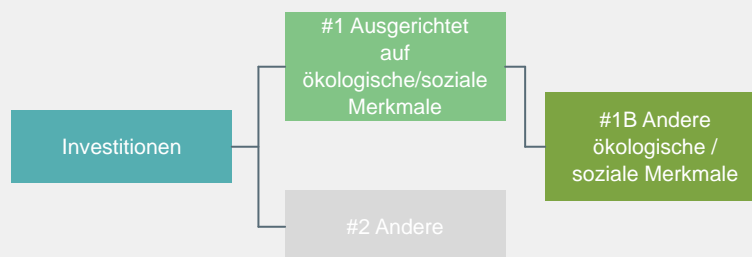 Investitionen
#1 Ausgerichtet
auf
ökologische/soziale
Merkmale
#1B Andere
ökologische /
soziale Merkmale
#2 Andere